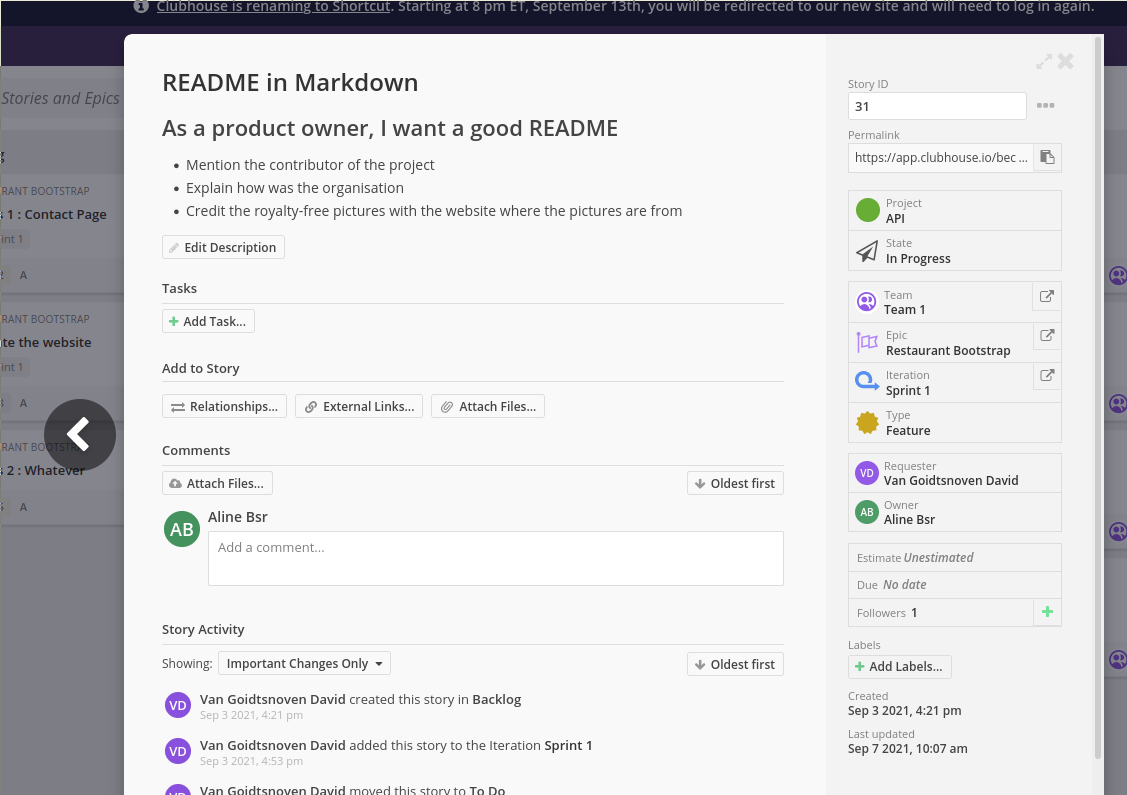 Clubhouse is renaming to Shortcut. Starting at 8 pm ET, September 13th, you will be redirected to our new site and will need to log in again.
Stories and Epics
RANT BOOTSTRAP
1 : Contact Page
int 1
A
RANT BOOTSTRAP
te the website
int 1
A
RANT BOOTSTRAP
2 : Whatever
A
README in Markdown
As a product owner, I want a good README
• Mention the contributor of the project
• Explain how was the organisation
• Credit the royalty-free pictures with the website where the pictures are from
Edit Description
Tasks
+ Add Task...
Add to Story
Relationships...
External Links...
Attach Files...
Comments
Attach Files...
Oldest first
AB
Aline Bsr
Add a comment...
Story Activity
Showing: Important Changes Only
Oldest first
VD Van Goidtsnoven David created this story in Backlog
Sep 3 2021, 4:21 pm
VD Van Goidtsnoven David added this story to the Iteration Sprint 1
Sep 3 2021, 4:53 pm
Van Goidtsnoven David moved this story to To Do
Story ID
31
Permalink
https://app.clubhouse.io/bec ...
Project
API
State
In Progress
Team
Team 1
Epic
Restaurant Bootstrap
Iteration
Sprint 1
Type
Feature
VD
Requester
Van Goidtsnoven David
AB
Owner
Aline Bsr
Estimate Unestimated
Due No date
Followers 1
+
Labels
+ Add Labels...
Created
Sep 3 2021, 4:21 pm
Last updated
Sep 7 2021, 10:07 am